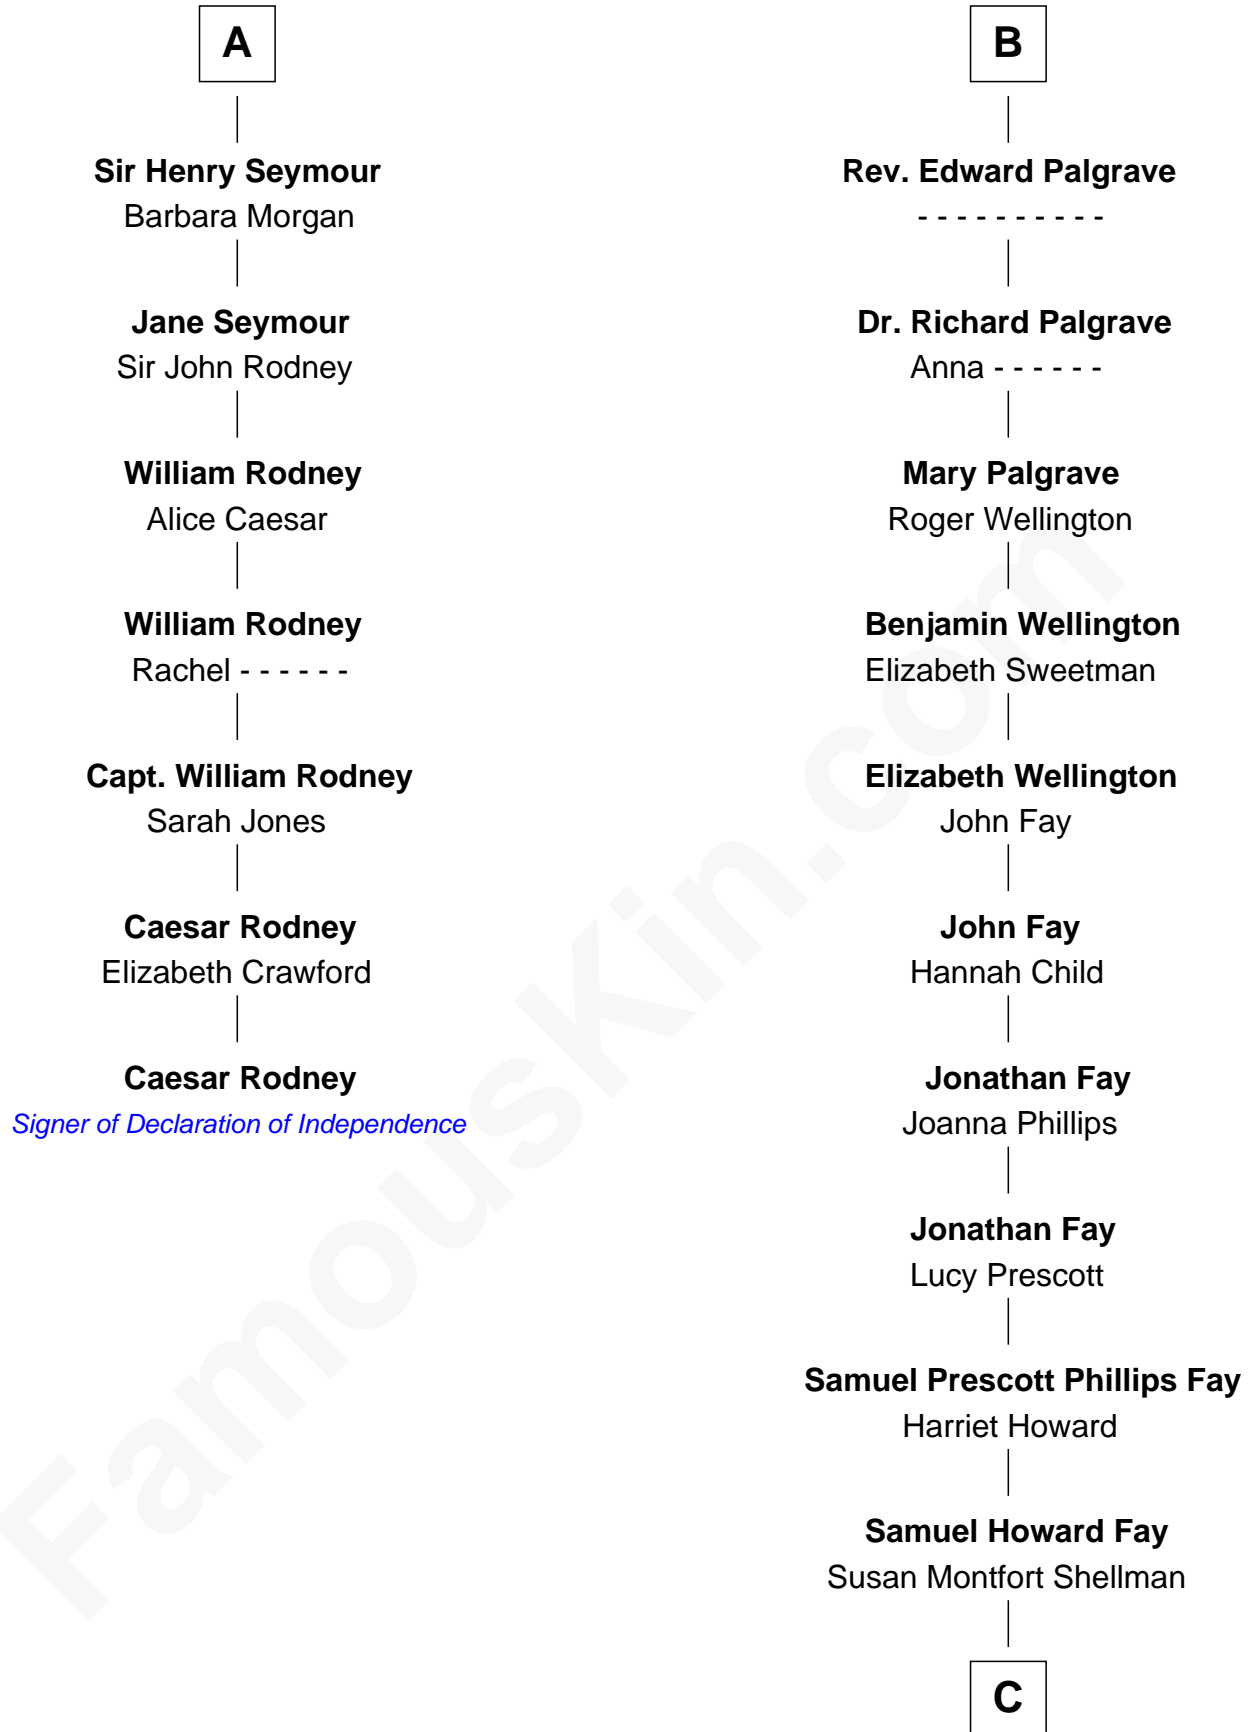 A
Sir Henry Seymour
Barbara Morgan
Jane Seymour
Sir John Rodney
William Rodney
Alice Caesar
William Rodney
Rachel - - - - - -
Capt. William Rodney
Sarah Jones
Caesar Rodney
Elizabeth Crawford
Caesar Rodney
Signer of Declaration of Independence
B
Rev. Edward Palgrave
- - - - - - - - - -
Dr. Richard Palgrave
Anna - - - - - -
Mary Palgrave
Roger Wellington
Benjamin Wellington
Elizabeth Sweetman
Elizabeth Wellington
John Fay
John Fay
Hannah Child
Jonathan Fay
Joanna Phillips
Jonathan Fay
Lucy Prescott
Samuel Prescott Phillips Fay
Harriet Howard
Samuel Howard Fay
Susan Montfort Shellman
C
FamousKin.com